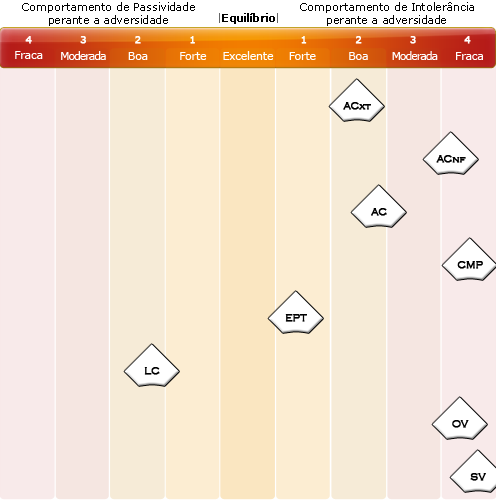 Comportamento de Passividade
perante a adversidade
|Equilíbrio|
Comportamento de Intolerância
perante a adversidade
4 3 2 1 1 2 3 4
Fraca Moderada Boa Forte Excelente Forte Boa Moderada Fraca
ACXT
ACNF
AC
CMP
EPT
LC
OV
SV